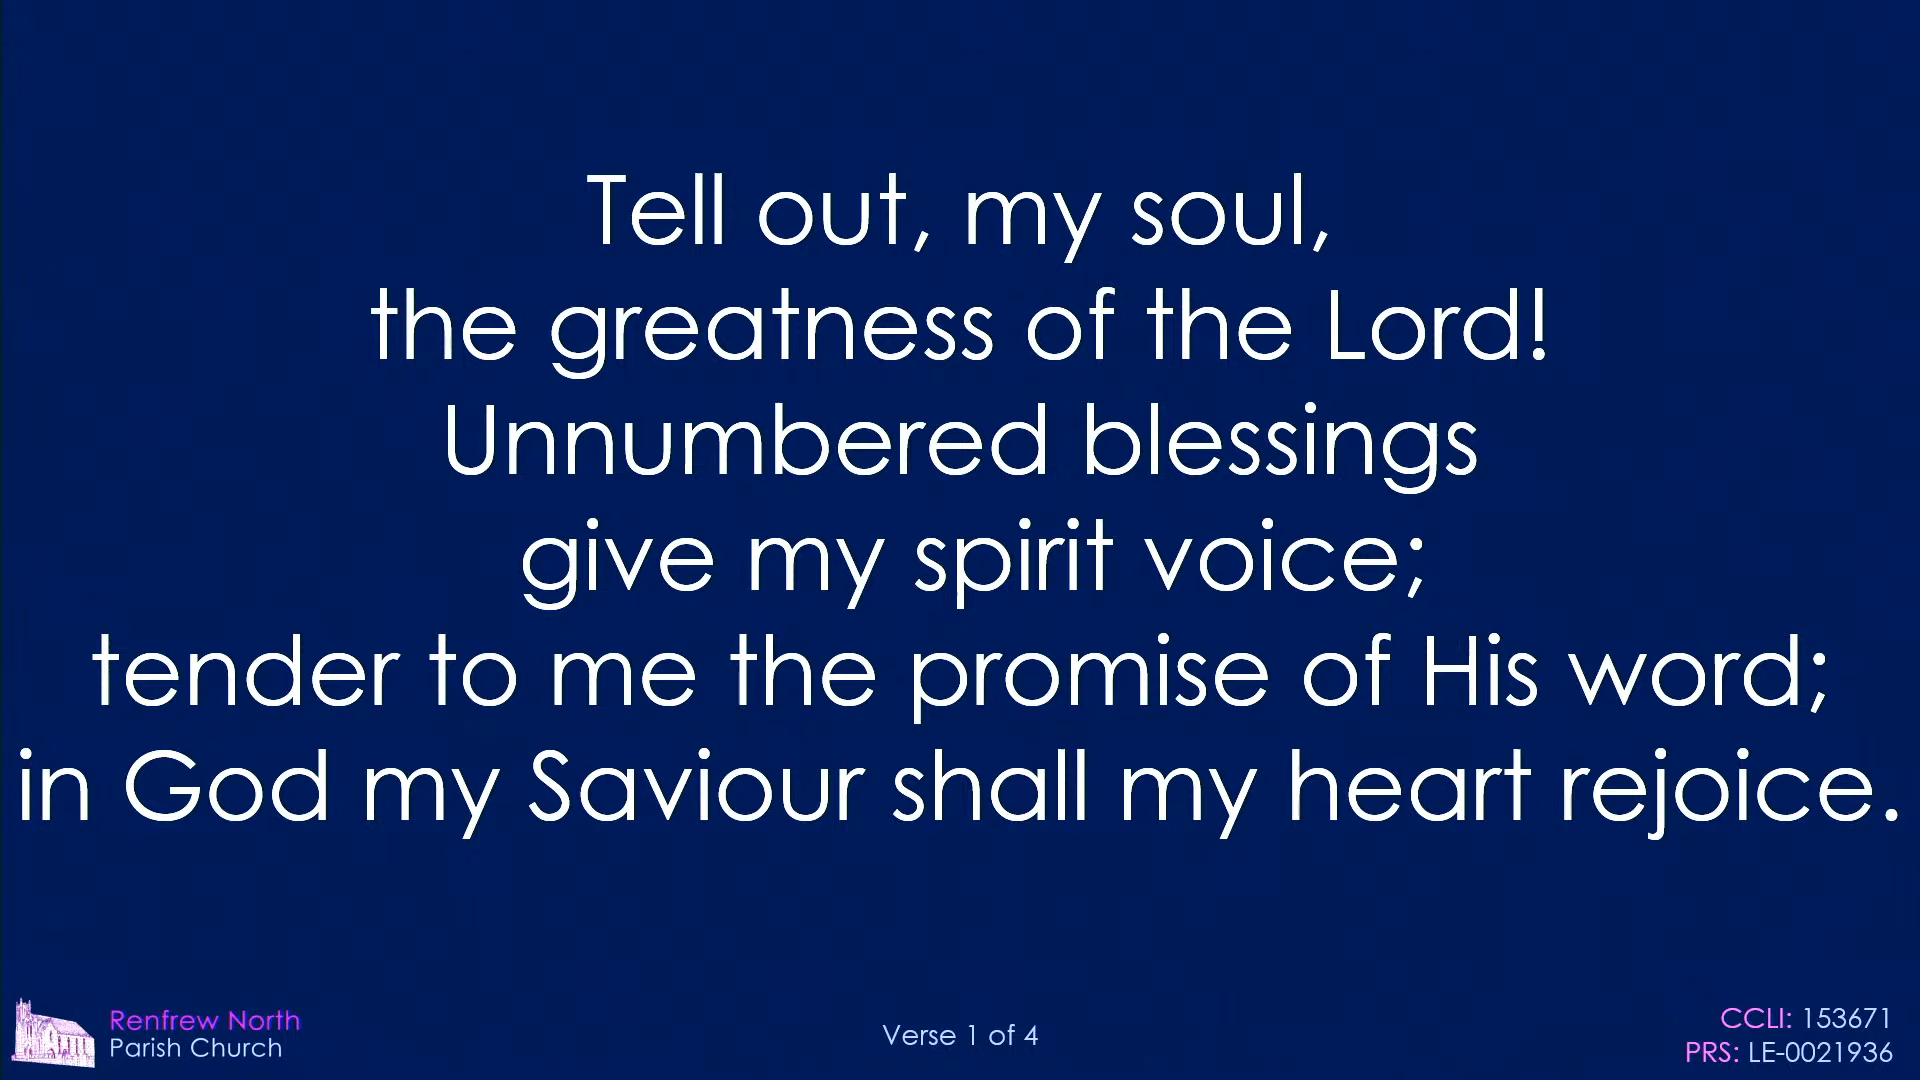 Tell out, my soul,
the greatness of the Lord!
Unnumbered blessings
give my spirit voice;
tender to me the promise of His word;
in God my Saviour shall my heart rejoice.
Renfrew North
Parish Church
Verse 1 of 4
CCLI: 153671
PRS: LE-0021936